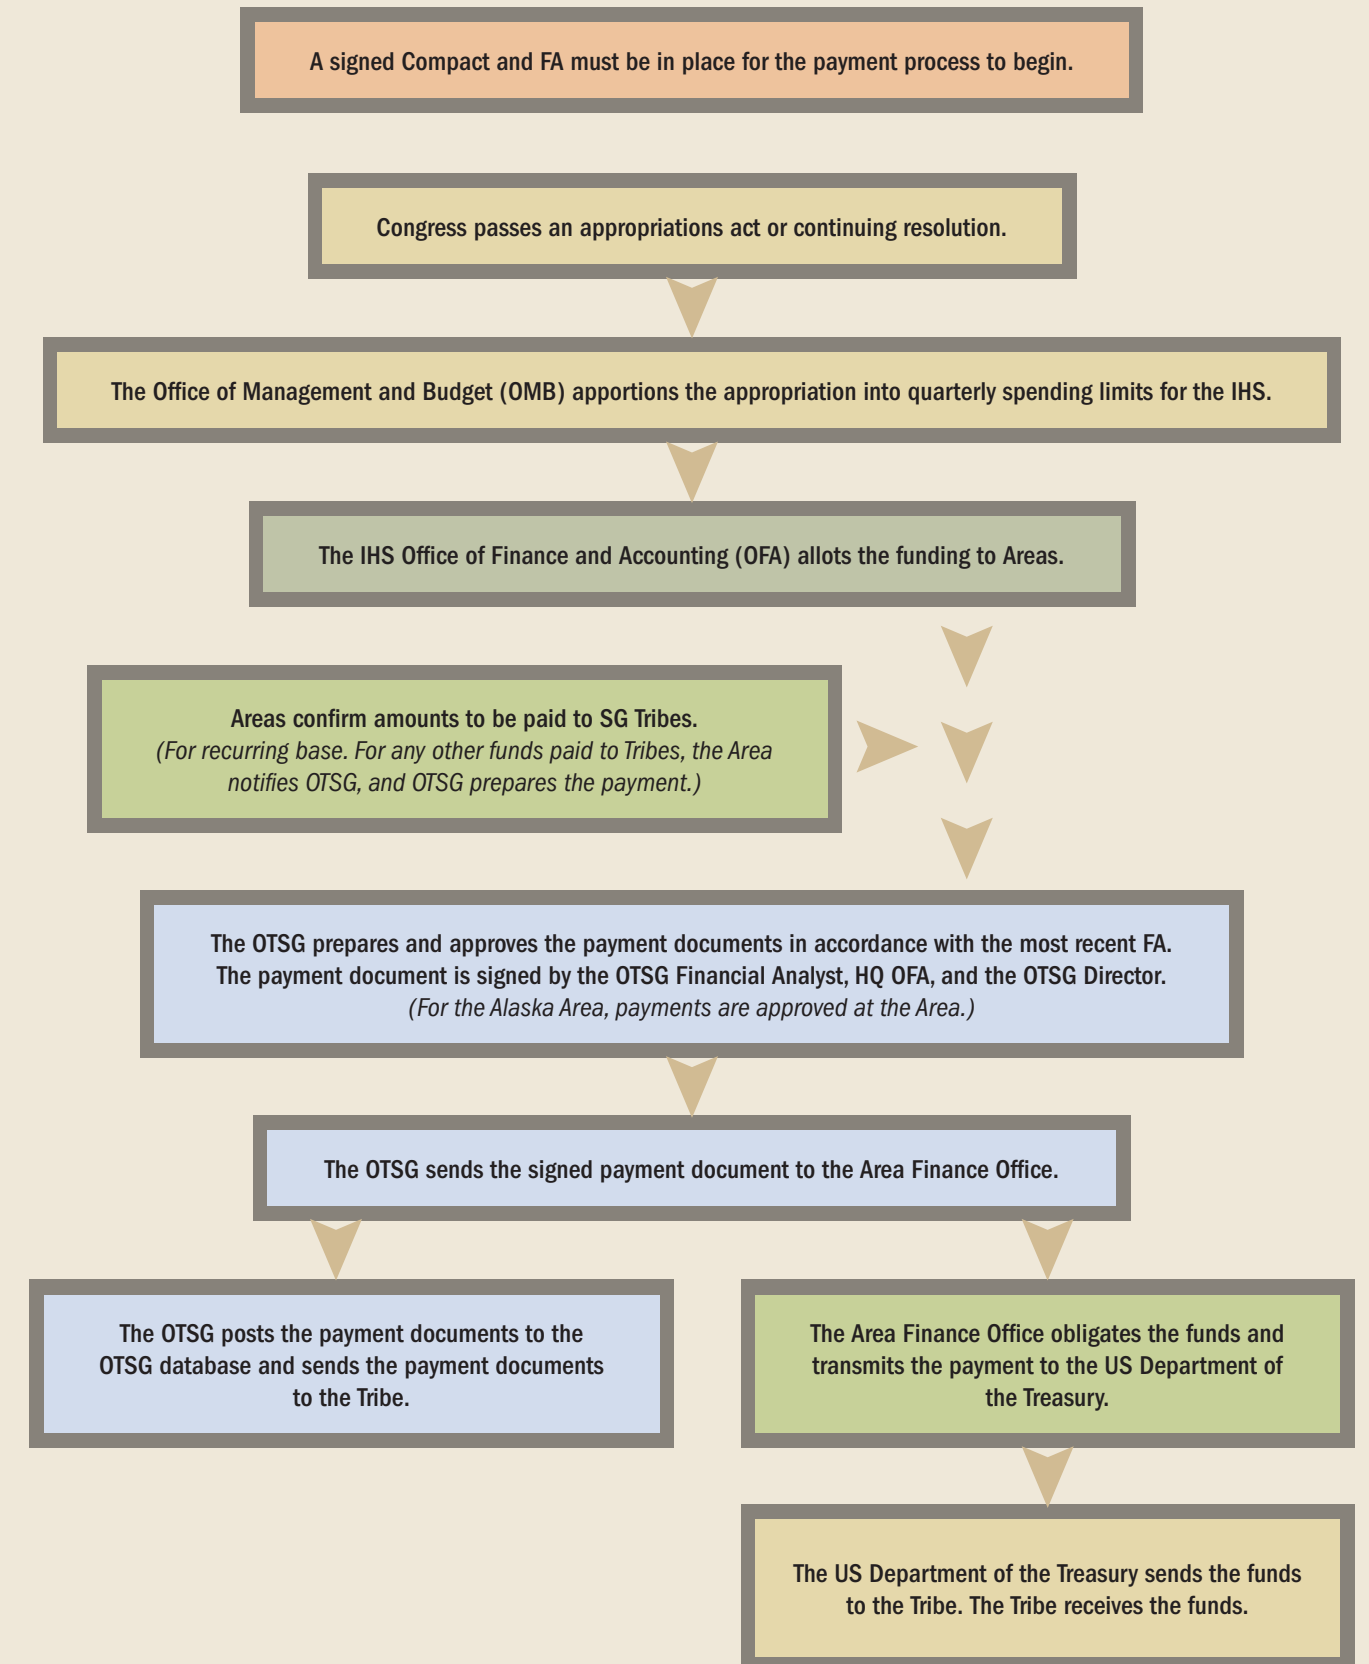 A signed Compact and FA must be in place for the payment process to begin.
Congress passes an appropriations act or continuing resolution.
The Office of Management and Budget (OMB) apportions the appropriation into quarterly spending limits for the IHS.
The IHS Office of Finance and Accounting (OFA) allots the funding to Areas.
Areas confirm amounts to be paid to SG Tribes.
(For recurring base. For any other funds paid to Tribes, the Area
notifies OTSG, and OTSG prepares the payment.)
The OTSG prepares and approves the payment documents in accordance with the most recent FA.
The payment document is signed by the OTSG Financial Analyst, HQ OFA, and the OTSG Director.
(For the Alaska Area, payments are approved at the Area.)
The OTSG sends the signed payment document to the Area Finance Office.
The OTSG posts the payment documents to the
OTSG database and sends the payment documents
to the Tribe.
The Area Finance Office obligates the funds and
transmits the payment to the US Department of
the Treasury.
The US Department of the Treasury sends the funds
to the Tribe. The Tribe receives the funds.